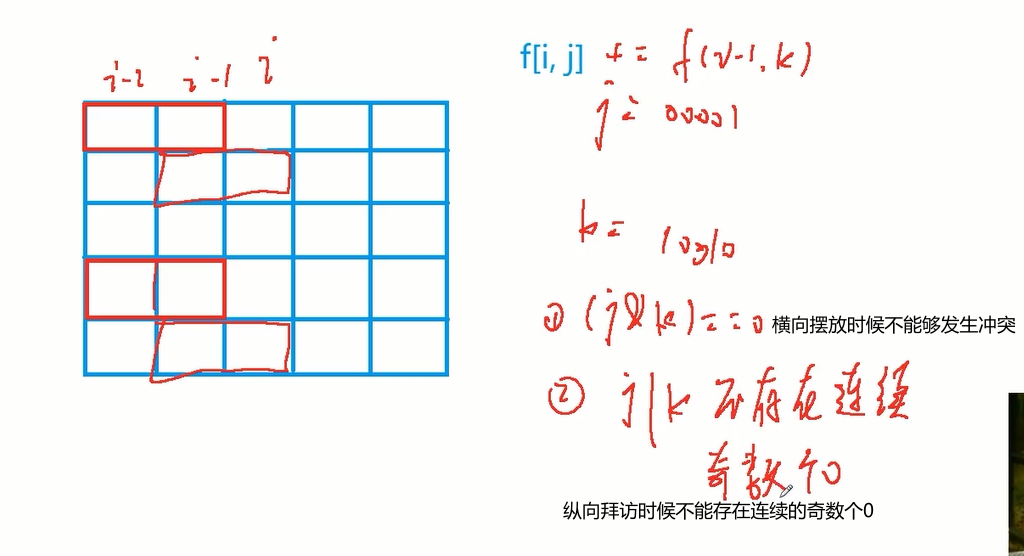 i-2 i-1 i
f[i, j] += f(i-1, k)
j = 00001
k = 10010
① (j & k) == 0 横向摆放时候不能够发生冲突
② j|k 不存在连续
奇数个0
纵向拜访时候不能存在连续的奇数个0